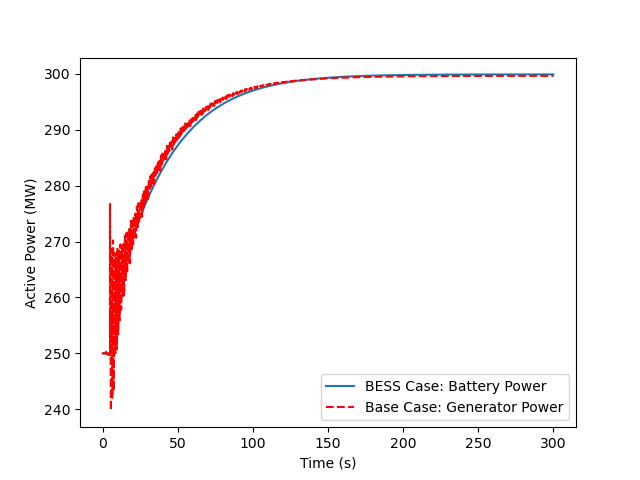 300
290
280
270
260
250
240
Active Power (MW)
0 50 100 150 200 250 300
Time (s)
BESS Case: Battery Power
Base Case: Generator Power